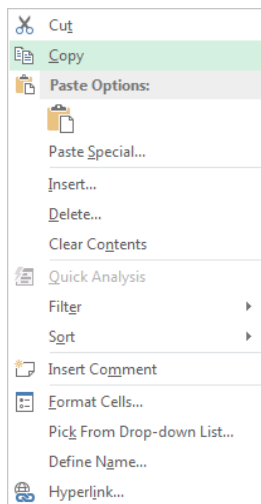 Cut
Copy
Paste Options:
Paste Special...
Insert...
Delete...
Clear Contents
Quick Analysis
Filter
Sort
Insert Comment
Format Cells...
Pick From Drop-down List...
Define Name...
Hyperlink...